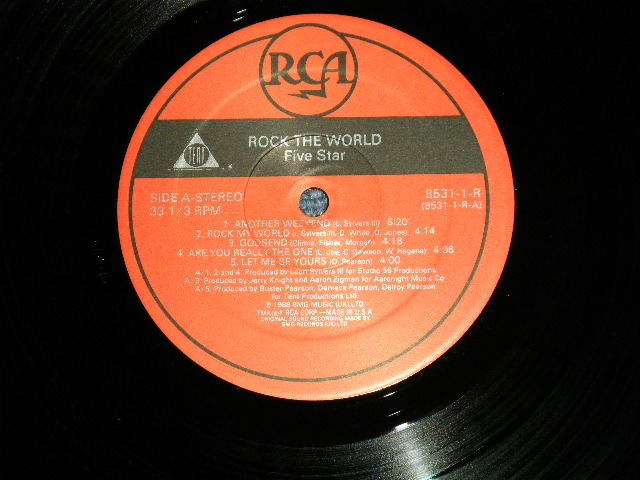 RCA
TENT
ROCK THE WORLD
Five Star
SIDE A-STEREO
33 1/3 RPM
8531-1-R
(8531-1-R-A)
1. ANOTHER WEEKEND (L. Sylvers III) 5:20
2. ROCK MY WORLD (L. Sylvers III, D. White, D. Jones) 4:14
3. GODSEND (Climie, Fisher, Morgan) 4:18
4. ARE YOU REALLY THE ONE (L. Joe, C. Dawson, W. Hagans) 4:06
5. LET ME BE YOURS (D. Pearson) 4:00
A/1, 2 and 4: Produced by Leon Sylvers III for Studio 56 Productions
A/3: Produced by Jerry Knight and Aaron Zigman for Aaronight Music Co
A/5: Produced by Buster Pearson, Deniece Pearson, Delroy Pearson
for Tent Productions Ltd.
℗ 1988 BMG MUSIC (UK) LTD.
TMK(s)® RCA CORP.—MADE IN U.S.A.
ORIGINAL SOUND RECORDING MADE BY
BMG RECORDS (UK) LTD